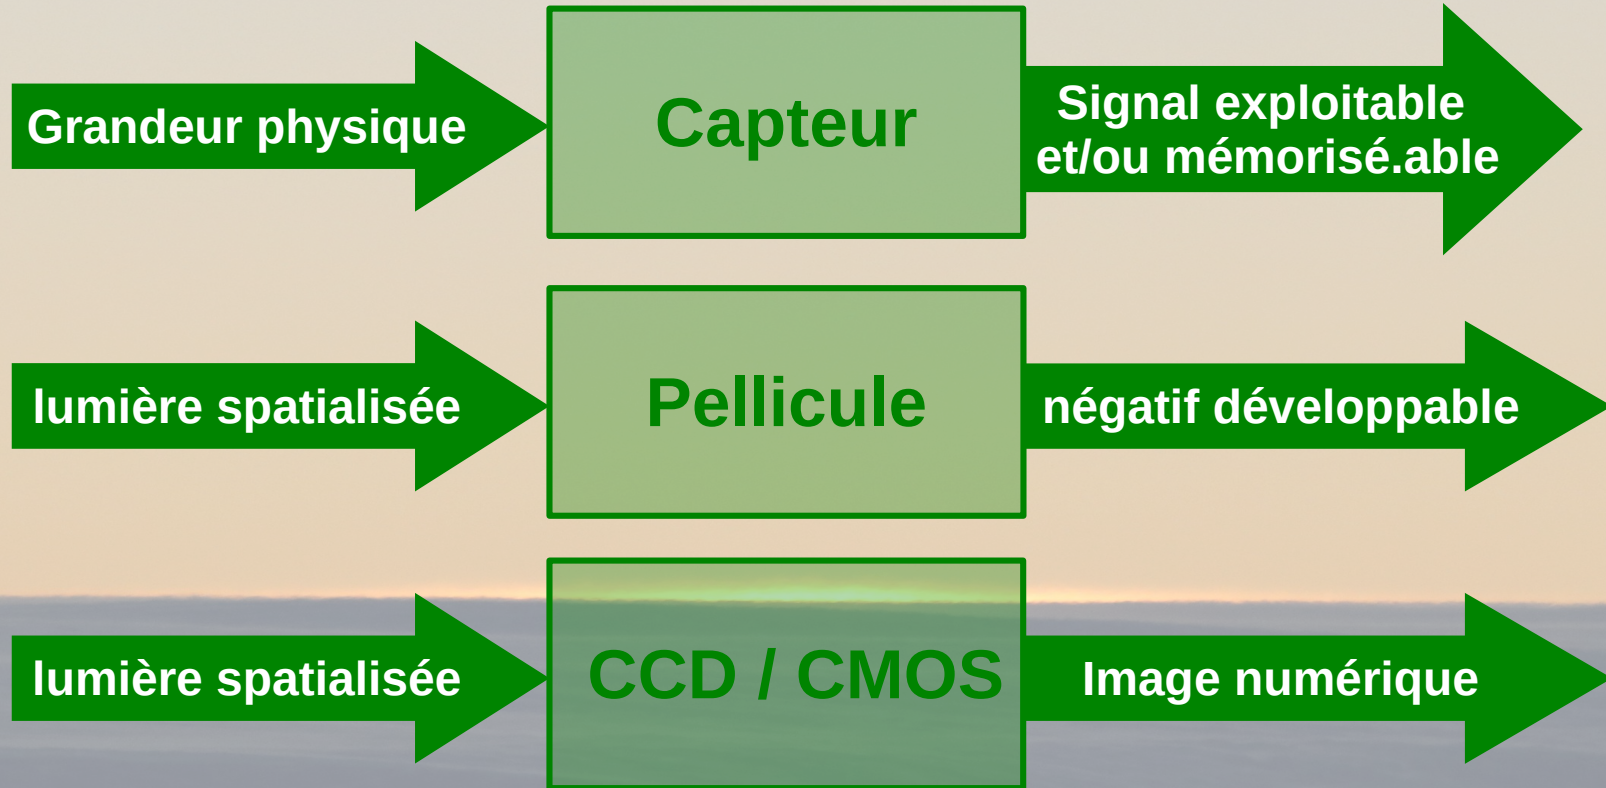 Grandeur physique
Capteur
Signal exploitable
et/ou mémorisé.able
lumière spatialisée
Pellicule
négatif développable
lumière spatialisée
CCD / CMOS
Image numérique